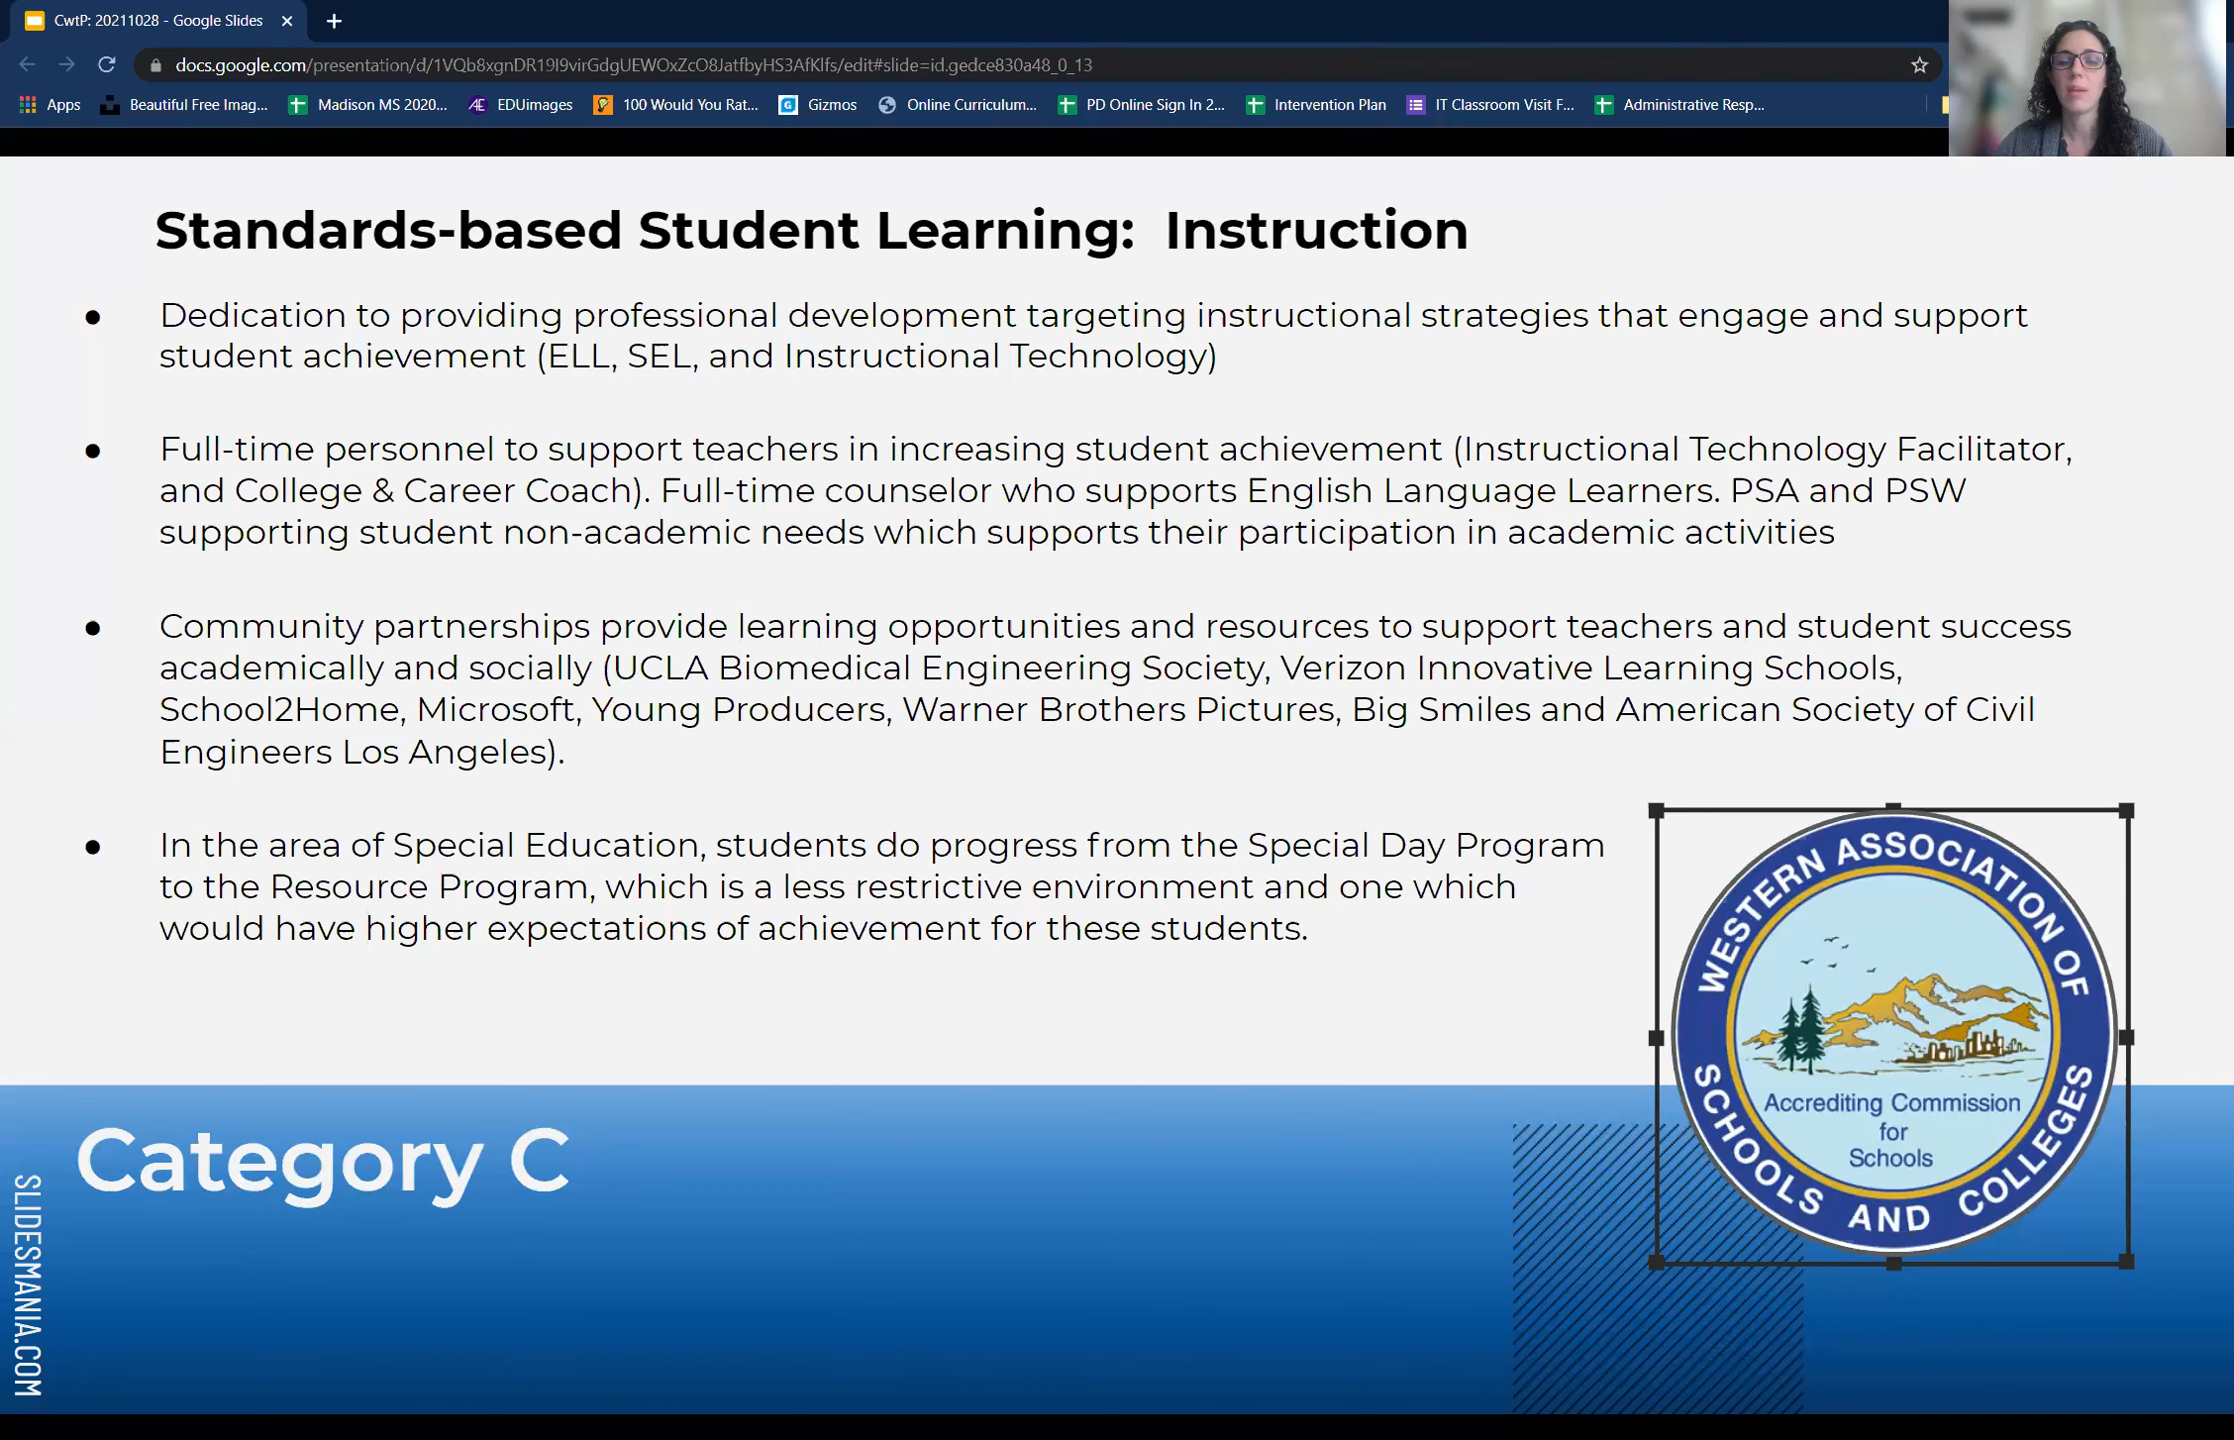 CwtP: 20211028 - Google Slides
docs.google.com/presentation/d/1VQb8xgnDR19I9virGdgUEWOxZcO8JatfbyHS3AfKlfs/edit#slide=id.gedce830a48_0_13
Apps Beautiful Free Imag... Madison MS 2020... EDUimages 100 Would You Rat... Gizmos Online Curriculum... PD Online Sign In 2... Intervention Plan IT Classroom Visit F... Administrative Resp...
Standards-based Student Learning: Instruction
● Dedication to providing professional development targeting instructional strategies that engage and support
student achievement (ELL, SEL, and Instructional Technology)
● Full-time personnel to support teachers in increasing student achievement (Instructional Technology Facilitator,
and College & Career Coach). Full-time counselor who supports English Language Learners. PSA and PSW
supporting student non-academic needs which supports their participation in academic activities
● Community partnerships provide learning opportunities and resources to support teachers and student success
academically and socially (UCLA Biomedical Engineering Society, Verizon Innovative Learning Schools,
School2Home, Microsoft, Young Producers, Warner Brothers Pictures, Big Smiles and American Society of Civil
Engineers Los Angeles).
● In the area of Special Education, students do progress from the Special Day Program
to the Resource Program, which is a less restrictive environment and one which
would have higher expectations of achievement for these students.
WESTERN ASSOCIATION OF
SCHOOLS AND COLLEGES
Accrediting Commission
for
Schools
Category C
SLIDESMANIA.COM